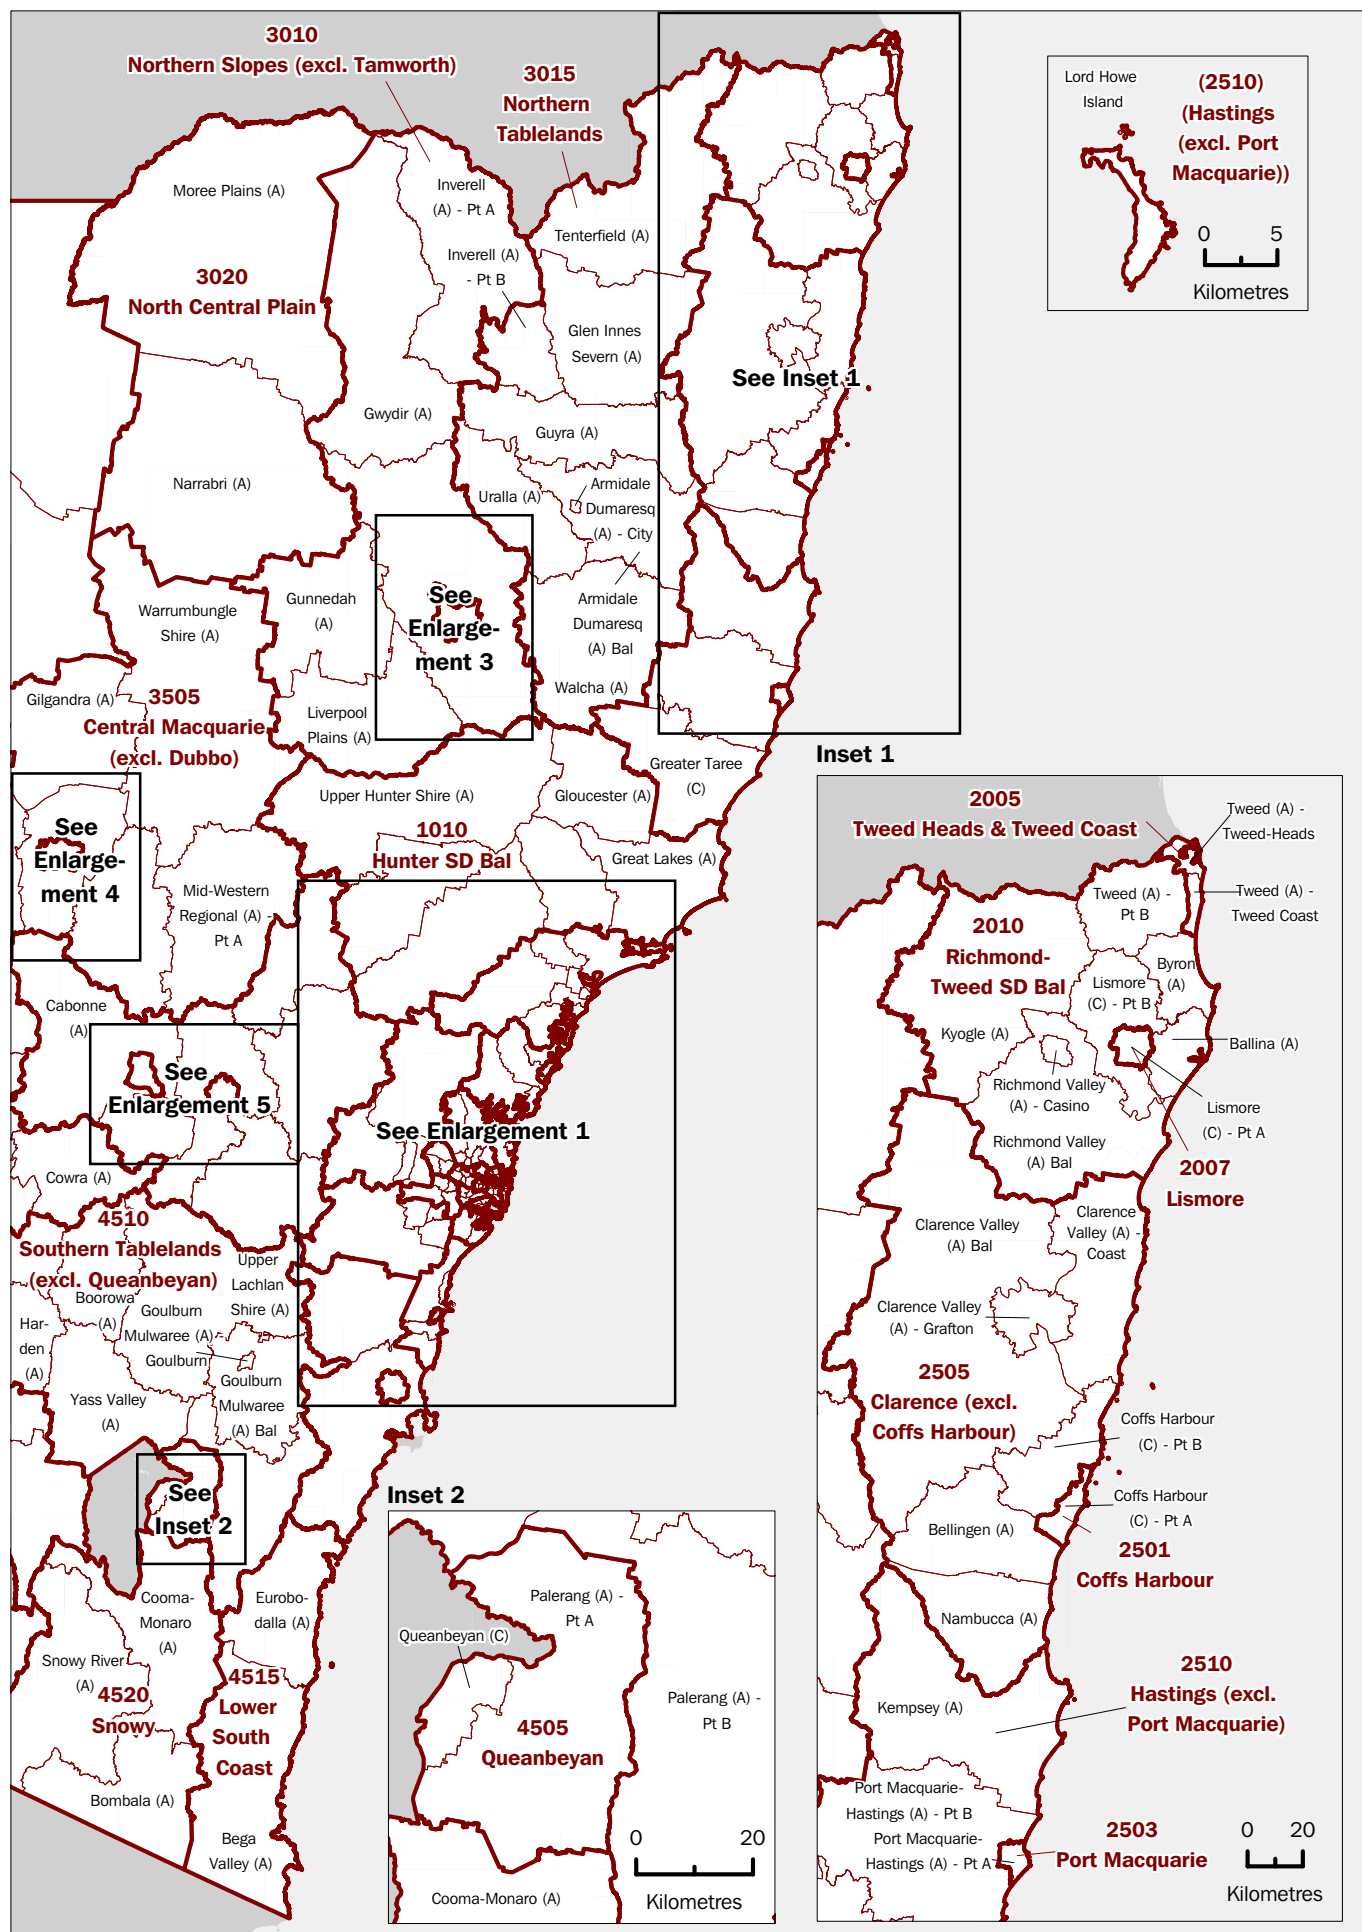 3010
Northern Slopes (excl. Tamworth)
3015
Northern
Tablelands
Moree Plains (A)
Inverell
(A) - Pt A
Inverell (A)
- Pt B
Tenterfield (A)
3020
North Central Plain
Glen Innes
Severn (A)
See Inset 1
Gwydir (A)
Guyra (A)
Narrabri (A)
Uralla (A)
Armidale
Dumaresq
(A) - City
Warrumbungle
Shire (A)
Gunnedah
(A)
See
Enlarge-
ment 3
Armidale
Dumaresq
(A) Bal
Walcha (A)
Gilgandra (A)
3505
Central Macquarie
(excl. Dubbo)
Liverpool
Plains (A)
Greater Taree
(C)
Upper Hunter Shire (A)
Gloucester (A)
See
Enlarge-
ment 4
1010
Hunter SD Bal
Great Lakes (A)
Mid-Western
Regional (A) -
Pt A
Cabonne
(A)
See
Enlargement 5
See Enlargement 1
Cowra (A)
4510
Southern Tablelands
(excl. Queanbeyan)
Upper
Lachlan
Shire (A)
Boorowa
(A)
Goulburn
Mulwaree (A) -
Goulburn
Har-
den
(A)
Goulburn
Mulwaree
(A) Bal
Yass Valley
(A)
See
Inset 2
Cooma-
Monaro
(A)
Eurobo-
dalla (A)
Snowy River
(A)
4520
Snowy
4515
Lower
South
Coast
Bombala (A)
Bega
Valley (A)
Lord Howe
Island
(2510)
(Hastings
(excl. Port
Macquarie))
0 5
Kilometres
Inset 1
2005
Tweed Heads & Tweed Coast
Tweed (A) -
Tweed-Heads
Tweed (A) -
Pt B
Tweed (A) -
Tweed Coast
2010
Richmond-
Tweed SD Bal
Byron
(A)
Lismore
(C) - Pt B
Kyogle (A)
Ballina (A)
Richmond Valley
(A) - Casino
Lismore
(C) - Pt A
Richmond Valley
(A) Bal
2007
Lismore
Clarence Valley
(A) Bal
Clarence
Valley (A) -
Coast
Clarence Valley
(A) - Grafton
2505
Clarence (excl.
Coffs Harbour)
Coffs Harbour
(C) - Pt B
Coffs Harbour
(C) - Pt A
Bellingen (A)
2501
Coffs Harbour
Nambucca (A)
2510
Hastings (excl.
Port Macquarie)
Kempsey (A)
Port Macquarie-
Hastings (A) - Pt B
Port Macquarie-
Hastings (A) - Pt A
2503
Port Macquarie
0 20
Kilometres
Inset 2
Palerang (A) -
Pt A
Queanbeyan (C)
Palerang (A) -
Pt B
4505
Queanbeyan
0 20
Kilometres
Cooma-Monaro (A)